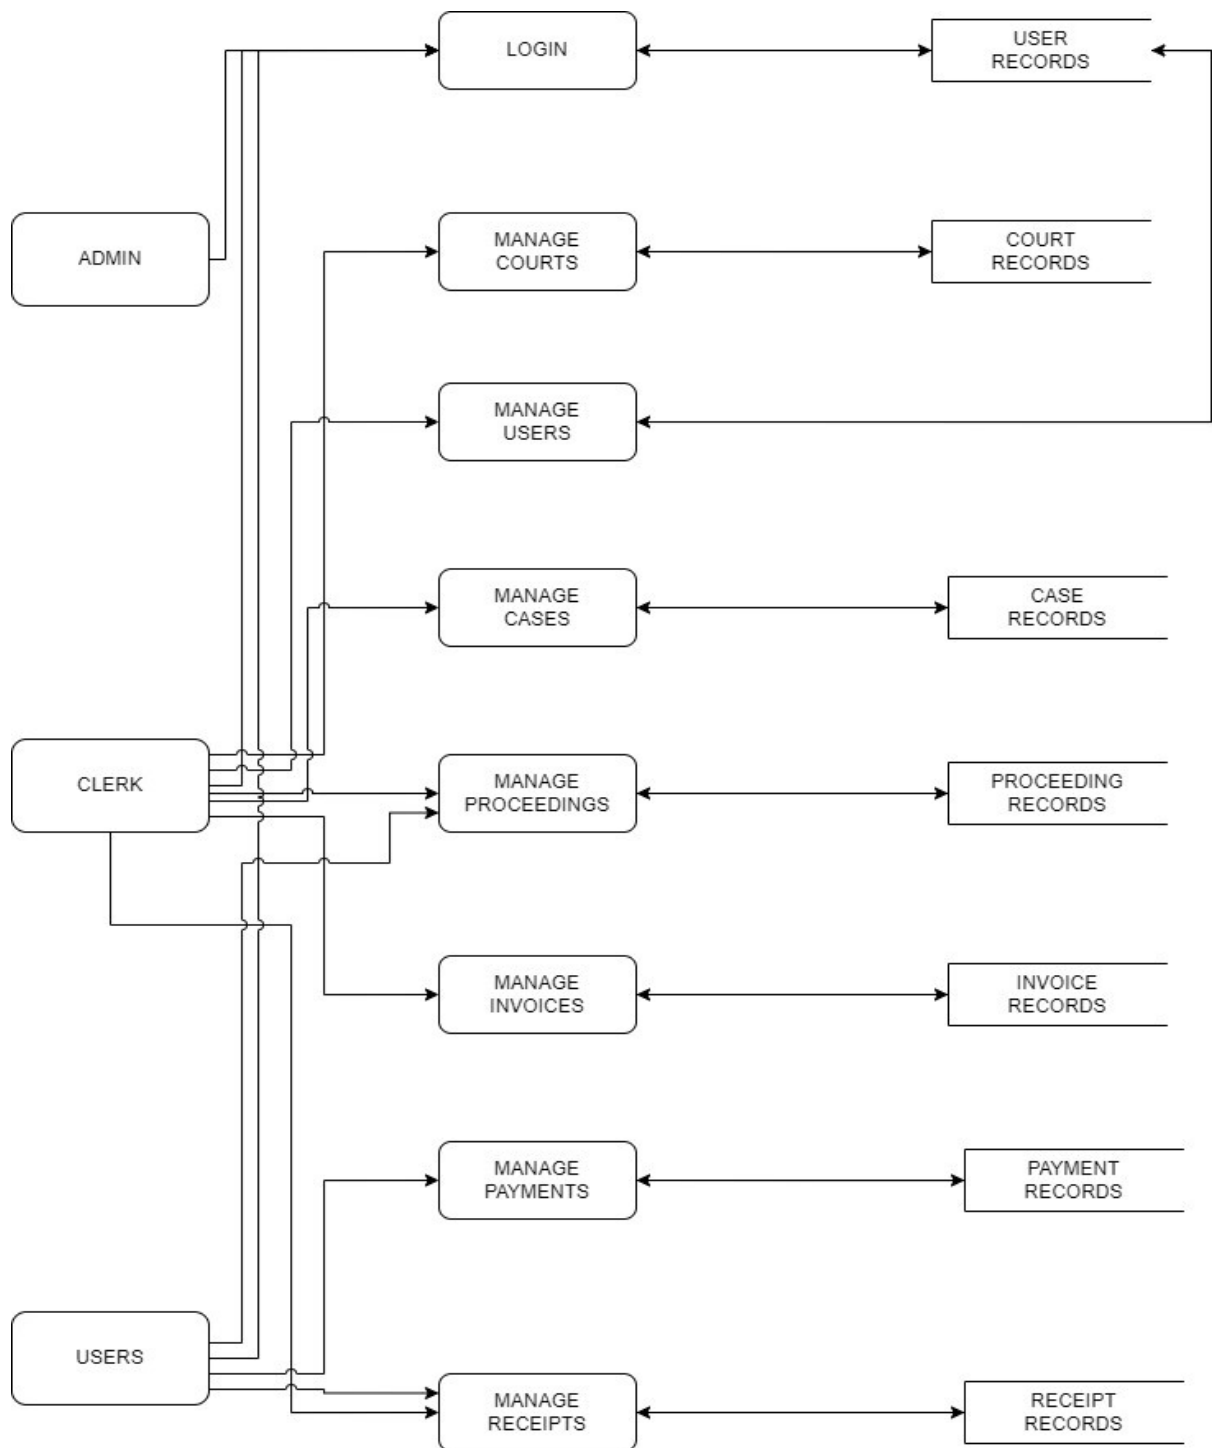 LOGIN
USER
RECORDS
ADMIN
MANAGE
COURTS
COURT
RECORDS
MANAGE
USERS
MANAGE
CASES
CASE
RECORDS
CLERK
MANAGE
PROCEEDINGS
PROCEEDING
RECORDS
MANAGE
INVOICES
INVOICE
RECORDS
MANAGE
PAYMENTS
PAYMENT
RECORDS
USERS
MANAGE
RECEIPTS
RECEIPT
RECORDS